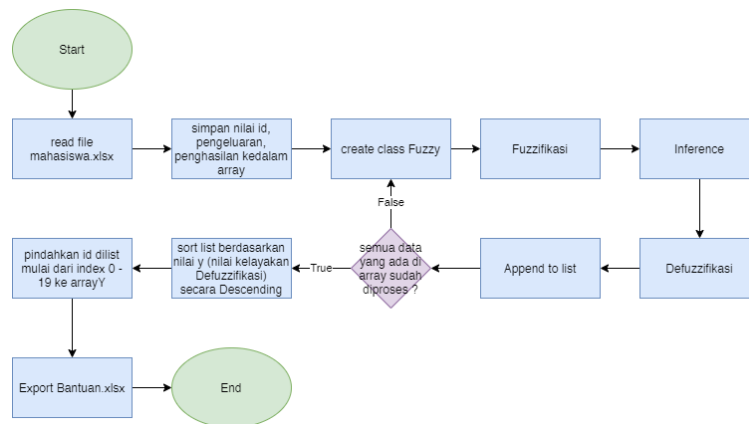 Start
read file
mahasiswa.xlsx
simpan nilai id,
pengeluaran,
penghasilan kedalam
array
create class Fuzzy
Fuzzifikasi
Inference
False
pindahkan id dilist
mulai dari index 0 -
19 ke arrayY
sort list berdasarkan
nilai y (nilai kelayakan
Defuzzifikasi)
secara Descending
True
semua data
yang ada di
array sudah
diproses ?
Append to list
Defuzzifikasi
Export Bantuan.xlsx
End